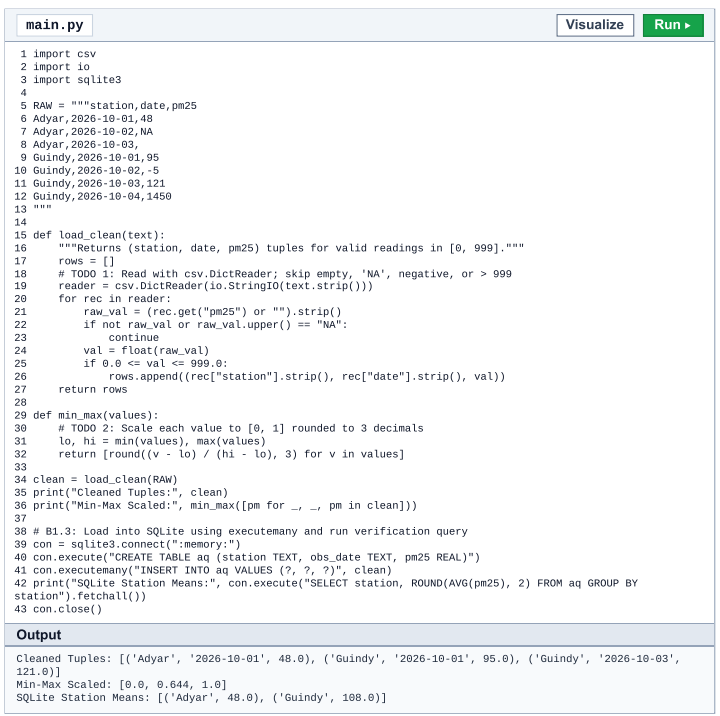 main.py
Visualize
Run ▸
1 import csv
2 import io
3 import sqlite3
4
5 RAW = """station,date,pm25
6 Adyar,2026-10-01,48
7 Adyar,2026-10-02,NA
8 Adyar,2026-10-03,
9 Guindy,2026-10-01,95
10 Guindy,2026-10-02,-5
11 Guindy,2026-10-03,121
12 Guindy,2026-10-04,1450
13 """
14
15 def load_clean(text):
16     """Returns (station, date, pm25) tuples for valid readings in [0, 999]."""
17     rows = []
18     # TODO 1: Read with csv.DictReader; skip empty, 'NA', negative, or > 999
19     reader = csv.DictReader(io.StringIO(text.strip()))
20     for rec in reader:
21         raw_val = (rec.get("pm25") or "").strip()
22         if not raw_val or raw_val.upper() == "NA":
23             continue
24         val = float(raw_val)
25         if 0.0 <= val <= 999.0:
26             rows.append((rec["station"].strip(), rec["date"].strip(), val))
27     return rows
28
29 def min_max(values):
30     # TODO 2: Scale each value to [0, 1] rounded to 3 decimals
31     lo, hi = min(values), max(values)
32     return [round((v - lo) / (hi - lo), 3) for v in values]
33
34 clean = load_clean(RAW)
35 print("Cleaned Tuples:", clean)
36 print("Min-Max Scaled:", min_max([pm for _, _, pm in clean]))
37
38 # B1.3: Load into SQLite using executemany and run verification query
39 con = sqlite3.connect(":memory:")
40 con.execute("CREATE TABLE aq (station TEXT, obs_date TEXT, pm25 REAL)")
41 con.executemany("INSERT INTO aq VALUES (?, ?, ?)", clean)
42 print("SQLite Station Means:", con.execute("SELECT station, ROUND(AVG(pm25), 2) FROM aq GROUP BY
station").fetchall())
43 con.close()
Output
Cleaned Tuples: [('Adyar', '2026-10-01', 48.0), ('Guindy', '2026-10-01', 95.0), ('Guindy', '2026-10-03',
121.0)]
Min-Max Scaled: [0.0, 0.644, 1.0]
SQLite Station Means: [('Adyar', 48.0), ('Guindy', 108.0)]